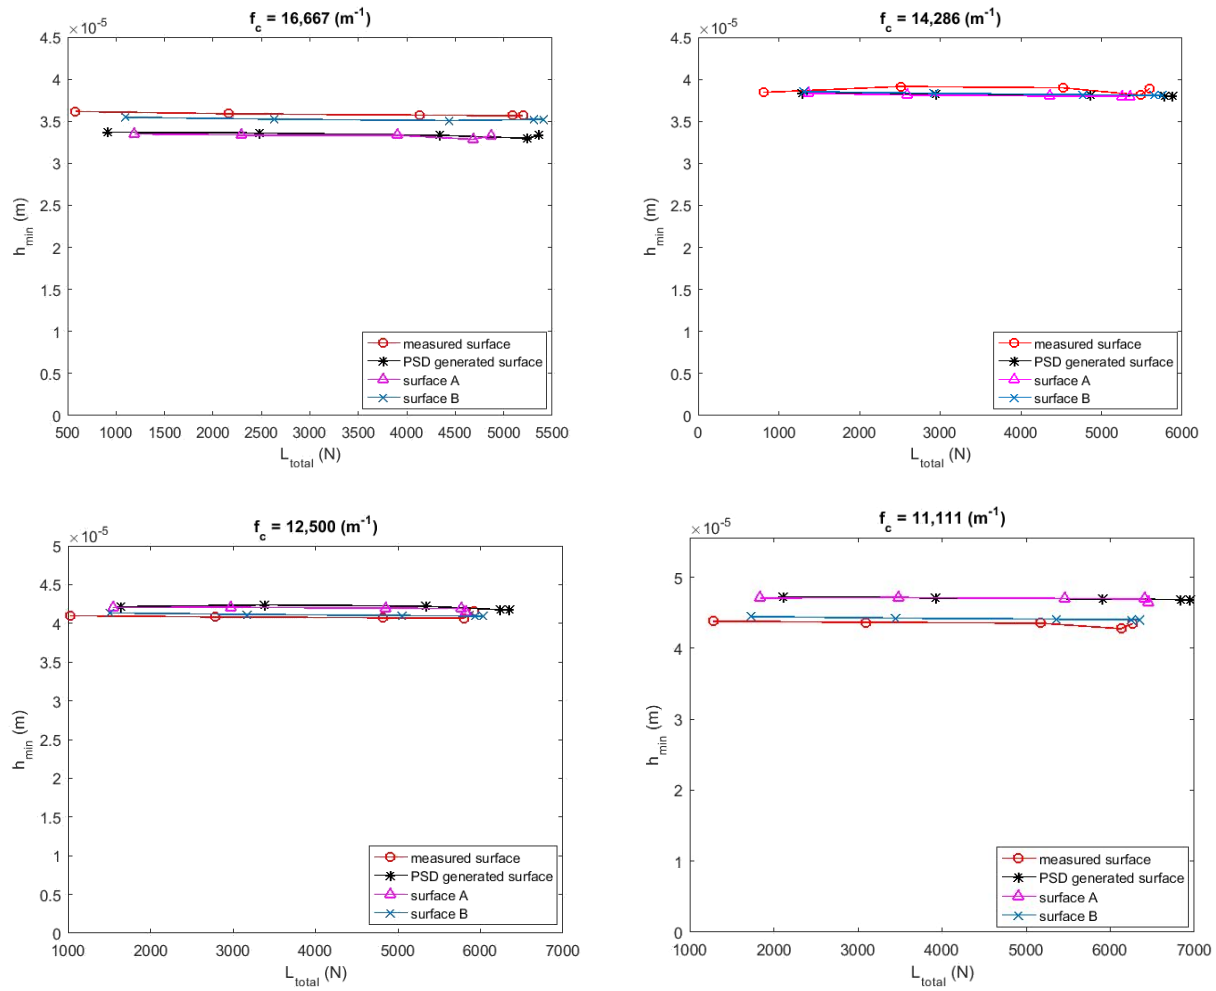 f_c = 16,667 (m^-1)
×10^-5
4.5
4
3.5
3
2.5
2
1.5
1
0.5
0
h_min (m)
measured surface
PSD generated surface
surface A
surface B
500 1000 1500 2000 2500 3000 3500 4000 4500 5000 5500
L_total (N)
f_c = 14,286 (m^-1)
×10^-5
4.5
4
3.5
3
2.5
2
1.5
1
0.5
0
h_min (m)
measured surface
PSD generated surface
surface A
surface B
0 1000 2000 3000 4000 5000 6000
L_total (N)
f_c = 12,500 (m^-1)
×10^-5
5
4.5
4
3.5
3
2.5
2
1.5
1
0.5
0
h_min (m)
measured surface
PSD generated surface
surface A
surface B
1000 2000 3000 4000 5000 6000 7000
L_total (N)
f_c = 11,111 (m^-1)
×10^-5
5
4
3
2
1
0
h_min (m)
measured surface
PSD generated surface
surface A
surface B
1000 2000 3000 4000 5000 6000 7000
L_total (N)